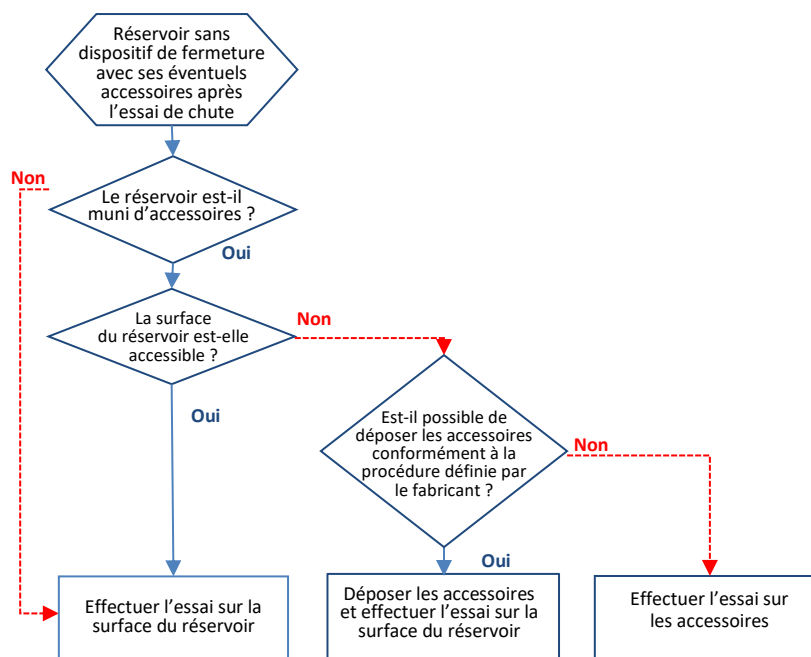 Réservoir sans
dispositif de fermeture
avec ses éventuels
accessoires après
l’essai de chute
Non
Le réservoir est-il
muni d’accessoires ?
Oui
La surface
du réservoir est-elle
accessible ?
Non
Oui
Est-il possible de
déposer les accessoires
conformément à la
procédure définie par
le fabricant ?
Non
Oui
Effectuer l’essai sur la
surface du réservoir
Déposer les accessoires
et effectuer l’essai sur la
surface du réservoir
Effectuer l’essai sur
les accessoires